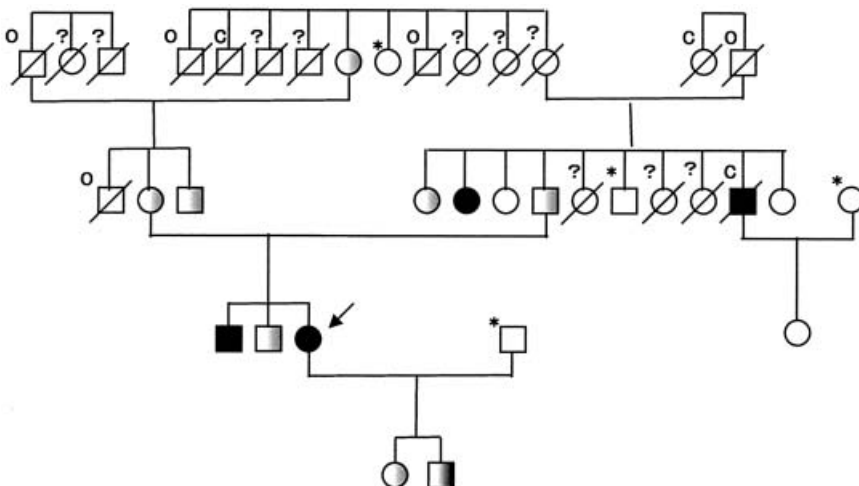 O ? ? O C ? ? * O ? ? ? C O
O ? * ? ? C *
*